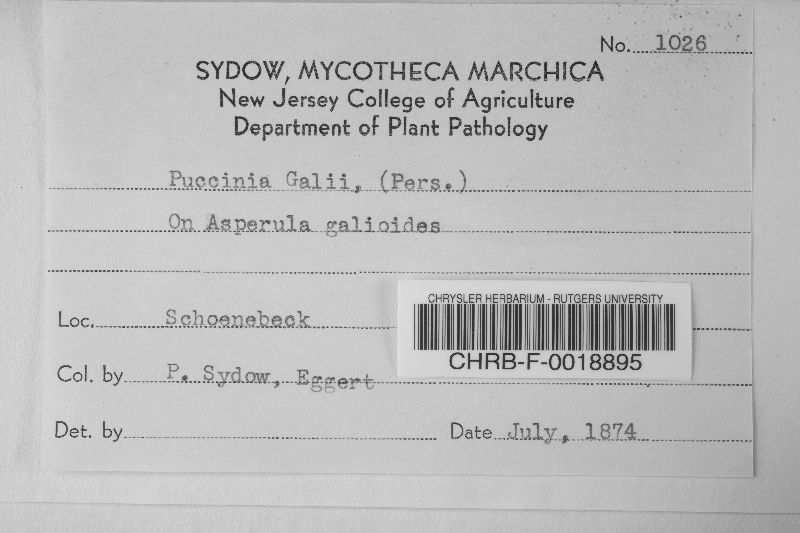 No. 1026
SYDOW, MYCOTHECA MARCHICA
New Jersey College of Agriculture
Department of Plant Pathology
Puccinia Galii, (Pers.)
On Asperula galioides
CHRYSLER HERBARIUM - RUTGERS UNIVERSITY
Loc. Schoenebeck
CHRB-F-0018895
Col. by P. Sydow, Eggert
Det. by
Date July, 1874